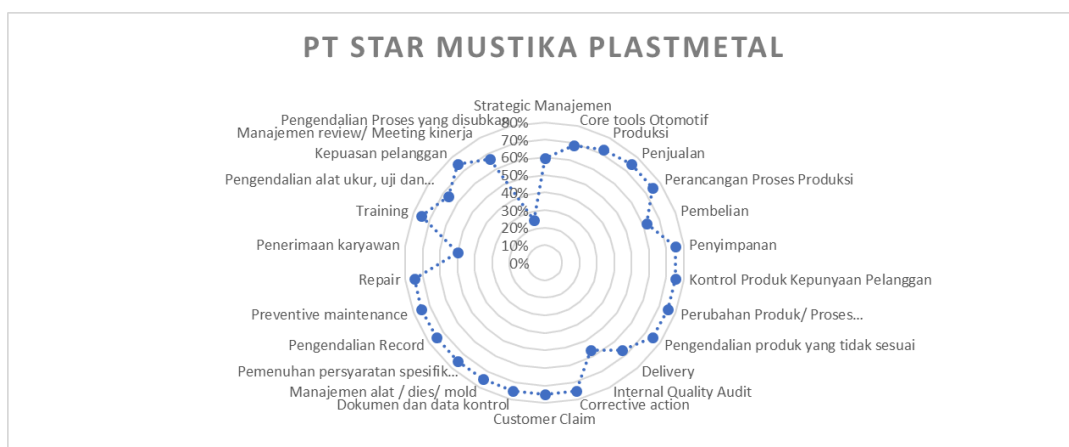 PT STAR MUSTIKA PLASTMETAL
Strategic Manajemen
Core tools Otomotif
Produksi
Penjualan
Perancangan Proses Produksi
Pembelian
Penyimpanan
Kontrol Produk Kepunyaan Pelanggan
Perubahan Produk/ Proses...
Pengendalian produk yang tidak sesuai
Delivery
Internal Quality Audit
Corrective action
Customer Claim
Dokumen dan data kontrol
Manajemen alat / dies/ mold
Pemenuhan persyaratan spesifik...
Pengendalian Record
Preventive maintenance
Repair
Penerimaan karyawan
Training
Pengendalian alat ukur, uji dan...
Kepuasan pelanggan
Manajemen review/ Meeting kinerja
Pengendalian Proses yang disubkan
80%
70%
60%
50%
40%
30%
20%
10%
0%